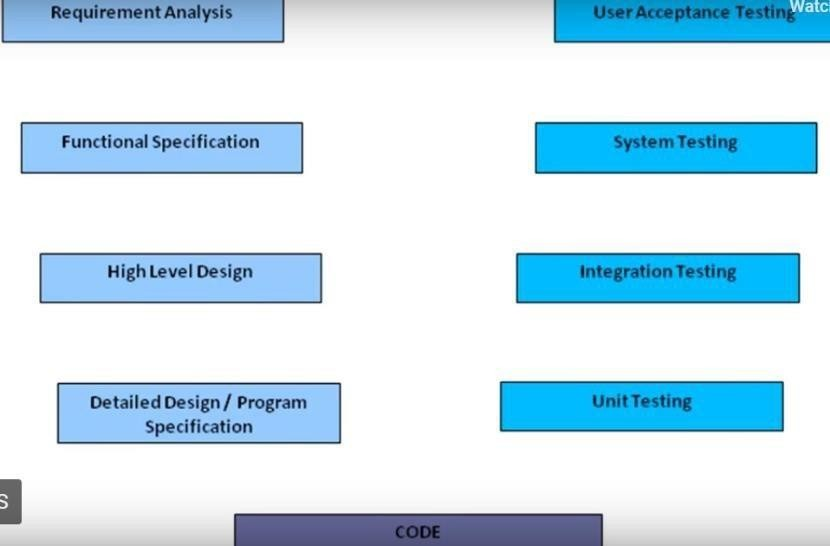 Requirement Analysis
User Acceptance Testing
Functional Specification
System Testing
High Level Design
Integration Testing
Detailed Design / Program
Specification
Unit Testing
S
CODE